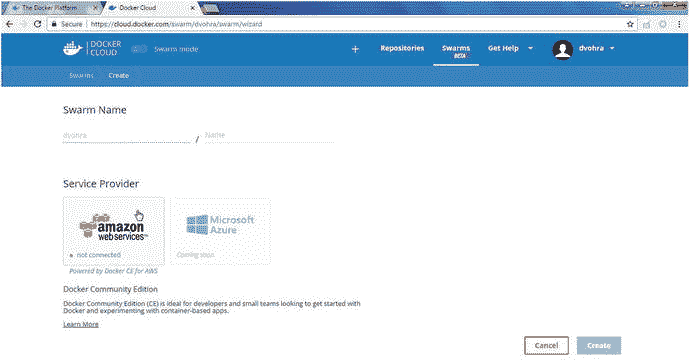 The Docker Platform
Docker Cloud
Secure https://cloud.docker.com/swarm/dvohra/swarm/wizard
DOCKER CLOUD Swarm mode + Repositories Swarms BETA Get Help dvohra
Swarms Create
Swarm Name
dvohra / Name
Service Provider
amazon web services™
Microsoft Azure
not connected
Coming soon
Powered by Docker CE for AWS
Docker Community Edition
Docker Community Edition (CE) is ideal for developers and small teams looking to get started with
Docker and experimenting with container-based apps.
Learn More
Cancel Create